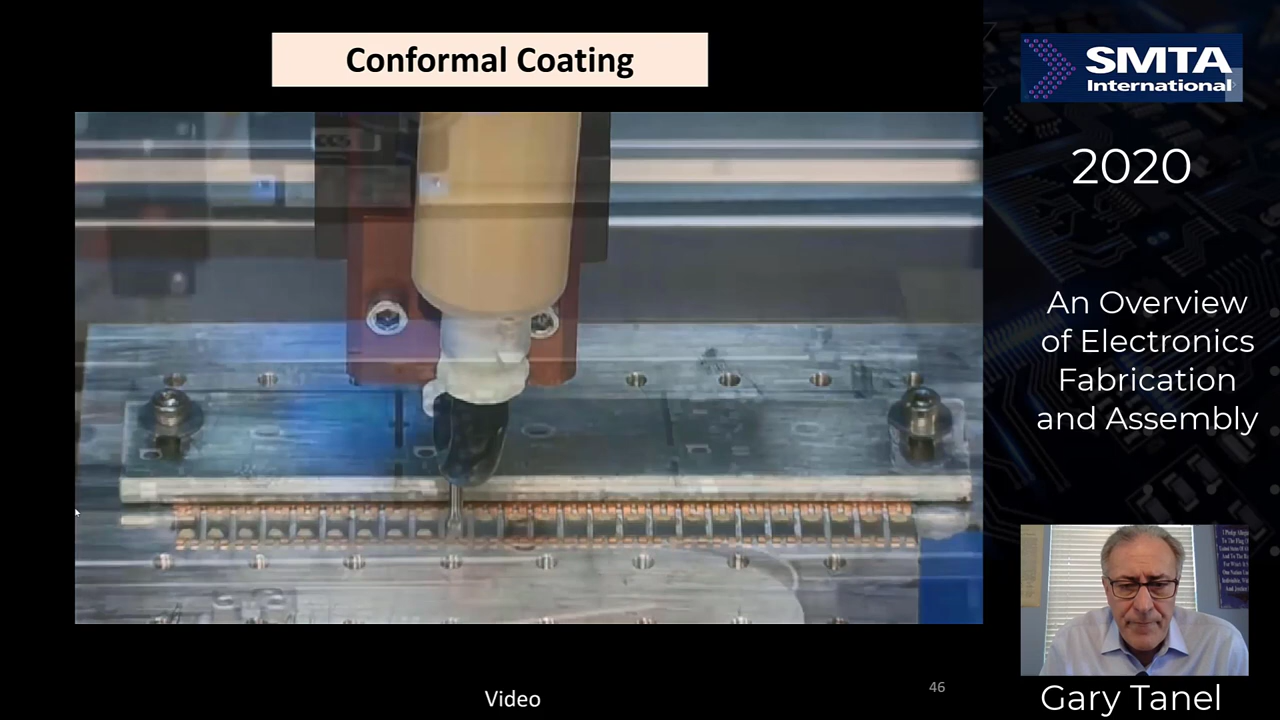 Conformal Coating
SMTA
International
2020
An Overview
of Electronics
Fabrication
and Assembly
Video
46
Gary Tanel